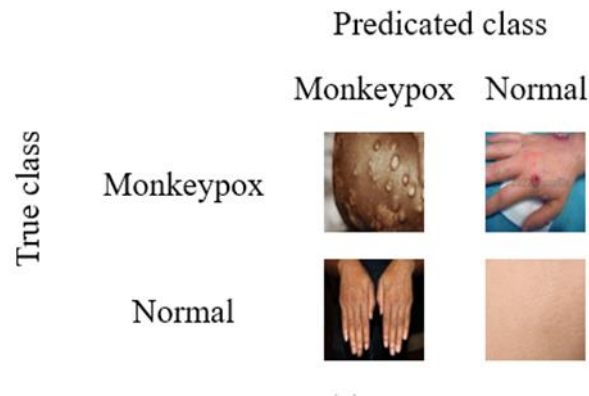 Predicated class
Monkeypox Normal
True class
Monkeypox
Normal